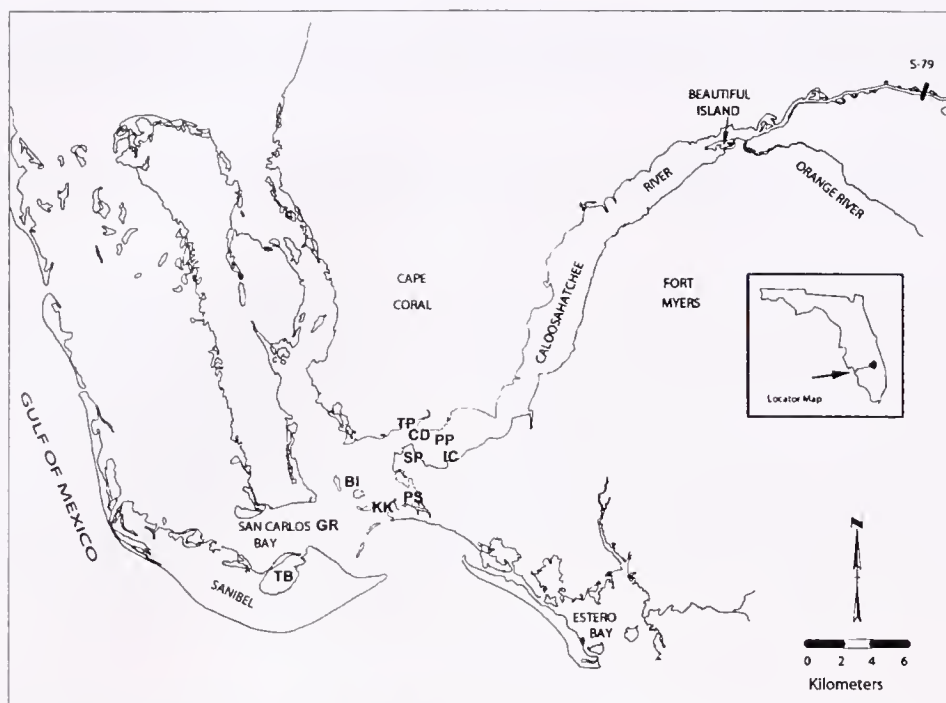 S-79
BEAUTIFUL
ISLAND
RIVER
ORANGE RIVER
CAPE
CORAL
FORT
MYERS
CALOOSAHATCHEE
Locator Map
GULF OF MEXICO
TP
CD
PP
SP
IC
BI
PS
KK
SAN CARLOS GR
BAY
TB
SANIBEL
ESTERO
BAY
N
0 2 4 6
Kilometers